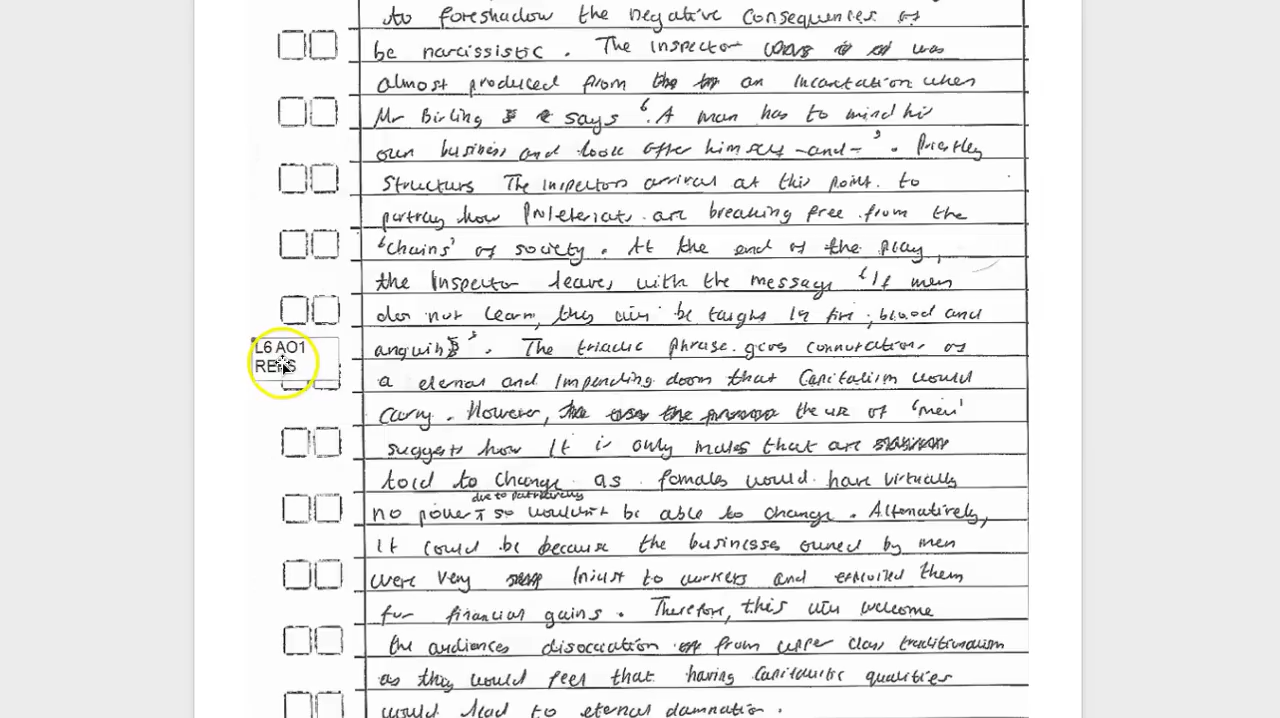 to foreshadow the negative consequences of
be narcissistic. The inspector was
almost produced from an incantation when
Mr Birling says 'A man has to mind his
own business and look after himself -and-'. Priestley
structures The inspectors arrival at this point to
portray how Proleteriats are breaking free from the
'chains' of society. At the end of the play,
the Inspector leaves with the message 'If men
does not learn, they will be taught in fire, blood and
L6 AO1
REFS
anguish'. The triadic phrase gives connotations of
a eternal and impending doom that Capitalism would
carry. However, the use of 'men'
suggests how It is only males that are
told to change as females would have virtually
due to patriarchy
no power so wouldn't be able to change. Alternatively,
it could be because the businesses owned by men
were very Injust to workers and exploited them
for financial gains. Therefore, this will welcome
the audiences dissociation from upper class traditionalism
as they would feel that having Capitalistic qualities
would lead to eternal damnation.